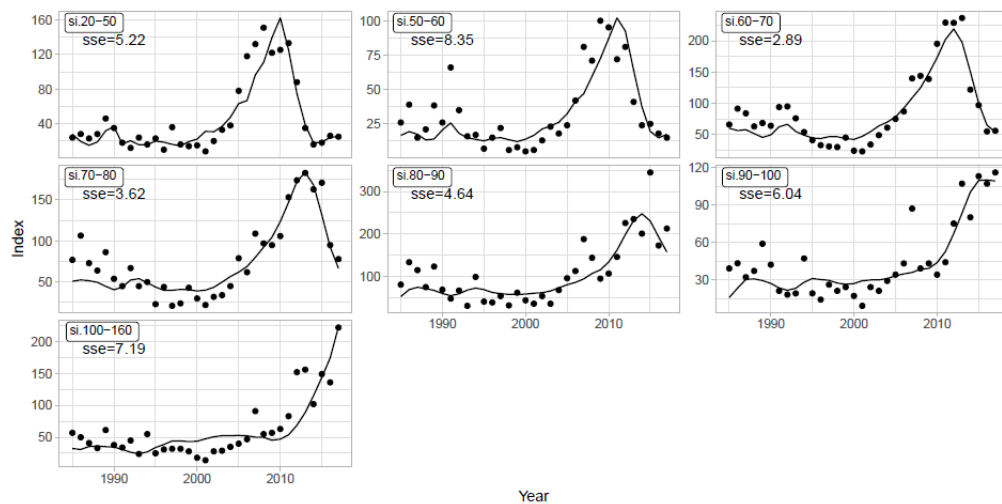 si.20−50
sse=5.22
160
120
80
40
si.50−60
sse=8.35
100
75
50
25
si.60−70
sse=2.89
200
150
100
50
si.70−80
sse=3.62
150
100
50
si.80−90
sse=4.64
300
200
100
1990
2000
2010
si.90−100
sse=6.04
120
90
60
30
1990
2000
2010
si.100−160
sse=7.19
200
150
100
50
1990
2000
2010
Index
Year